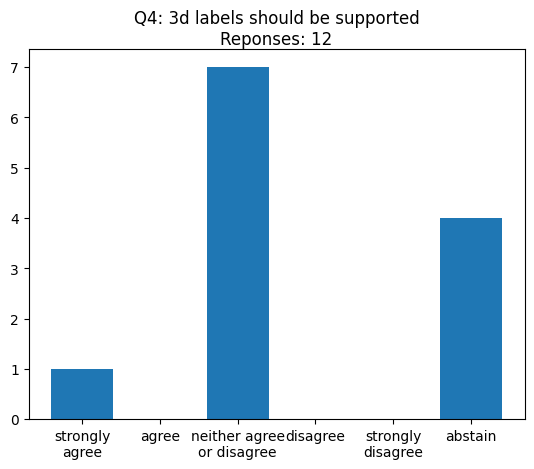 Q4: 3d labels should be supported
Reponses: 12
7
6
5
4
3
2
1
0
strongly agree neither agree disagree strongly abstain
agree or disagree disagree